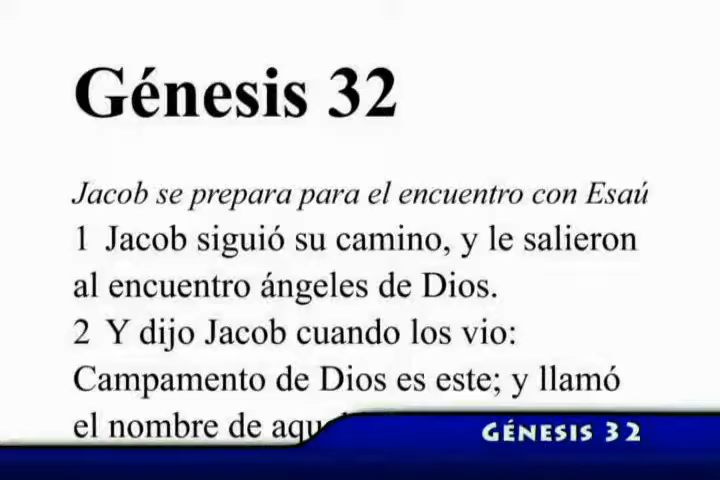 Génesis 32
Jacob se prepara para el encuentro con Esaú
1 Jacob siguió su camino, y le salieron
al encuentro ángeles de Dios.
2 Y dijo Jacob cuando los vio:
Campamento de Dios es este; y llamó
el nombre de
GÉNESIS 32